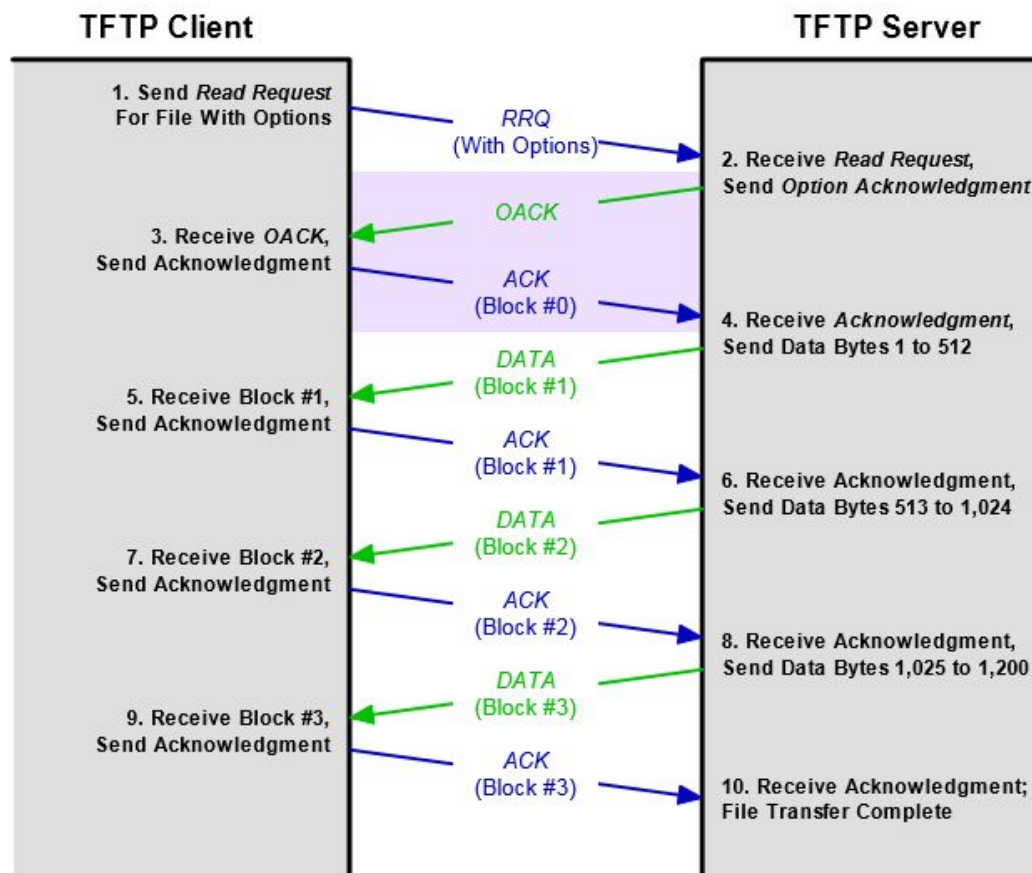 TFTP Client
TFTP Server
1. Send Read Request
For File With Options
RRQ
(With Options)
2. Receive Read Request,
Send Option Acknowledgment
OACK
3. Receive OACK,
Send Acknowledgment
ACK
(Block #0)
4. Receive Acknowledgment,
Send Data Bytes 1 to 512
DATA
(Block #1)
5. Receive Block #1,
Send Acknowledgment
ACK
(Block #1)
6. Receive Acknowledgment,
Send Data Bytes 513 to 1,024
DATA
(Block #2)
7. Receive Block #2,
Send Acknowledgment
ACK
(Block #2)
8. Receive Acknowledgment,
Send Data Bytes 1,025 to 1,200
DATA
(Block #3)
9. Receive Block #3,
Send Acknowledgment
ACK
(Block #3)
10. Receive Acknowledgment;
File Transfer Complete